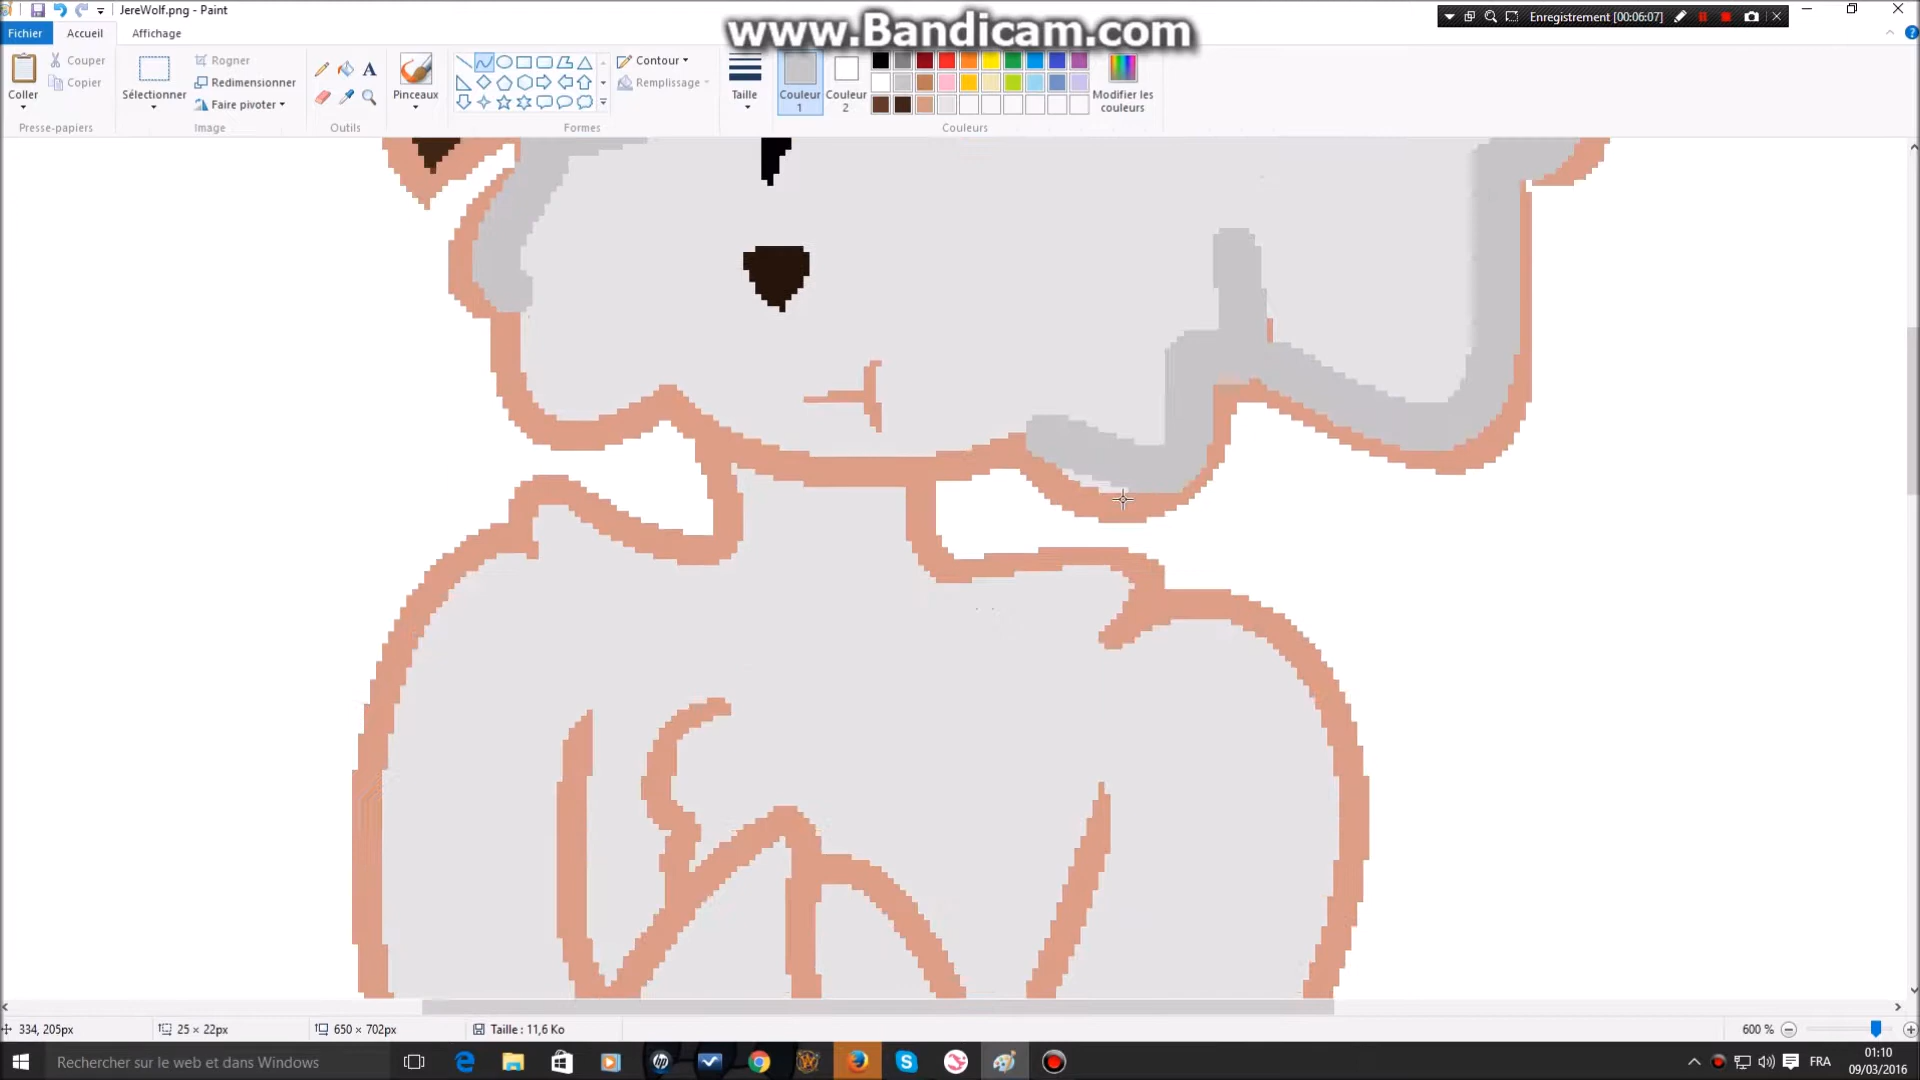 JereWolf.png - Paint
www.Bandicam.com
Enregistrement [00:06:07]
Fichier
Accueil
Affichage
Coller
Couper
Copier
Presse-papiers
Sélectionner
Rogner
Redimensionner
Faire pivoter
Image
A
Outils
Pinceaux
Contour
Remplissage
Formes
Taille
Couleur 1
Couleur 2
Modifier les couleurs
Couleurs
334, 205px
25 × 22px
650 × 702px
Taille : 11,6 Ko
600 %
Rechercher sur le web et dans Windows
FRA
01:10
09/03/2016